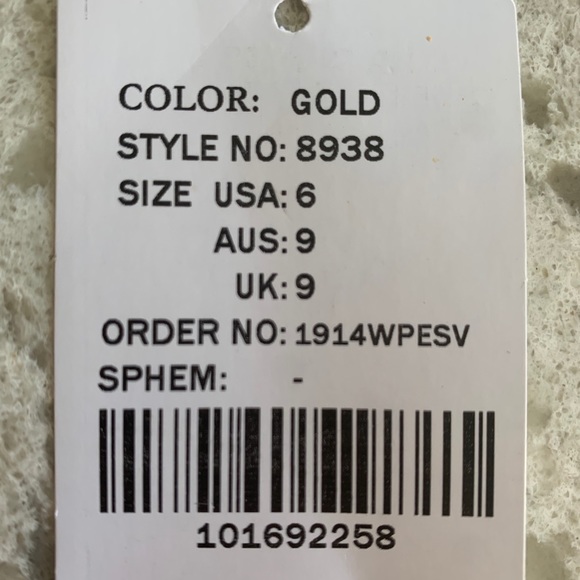 COLOR: GOLD
STYLE NO: 8938
SIZE USA: 6
AUS: 9
UK: 9
ORDER NO: 1914WPESV
SPHEM: -
101692258